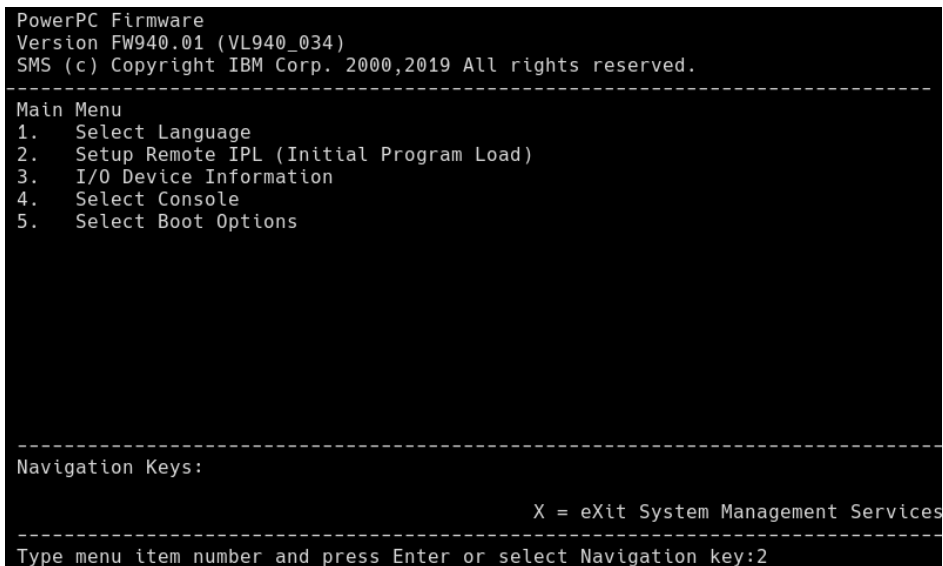 PowerPC Firmware
Version FW940.01 (VL940_034)
SMS (c) Copyright IBM Corp. 2000,2019 All rights reserved.
-------------------------------------------------------------------------------
Main Menu
1.   Select Language
2.   Setup Remote IPL (Initial Program Load)
3.   I/O Device Information
4.   Select Console
5.   Select Boot Options
-------------------------------------------------------------------------------
Navigation Keys:
X = eXit System Management Services
-------------------------------------------------------------------------------
Type menu item number and press Enter or select Navigation key:2